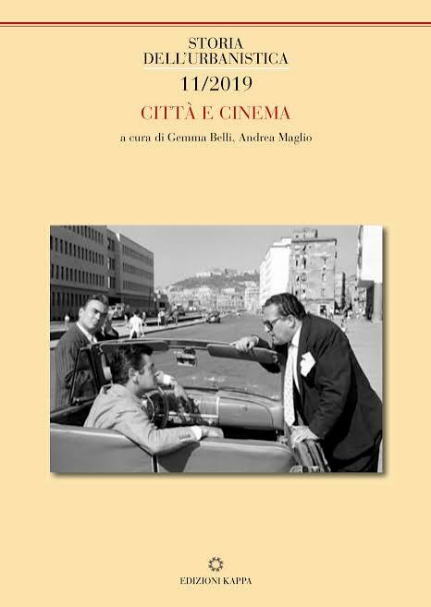 STORIA
DELL'URBANISTICA
11/2019
CITTÀ E CINEMA
a cura di Gemma Belli, Andrea Maglio
EDIZIONI KAPPA